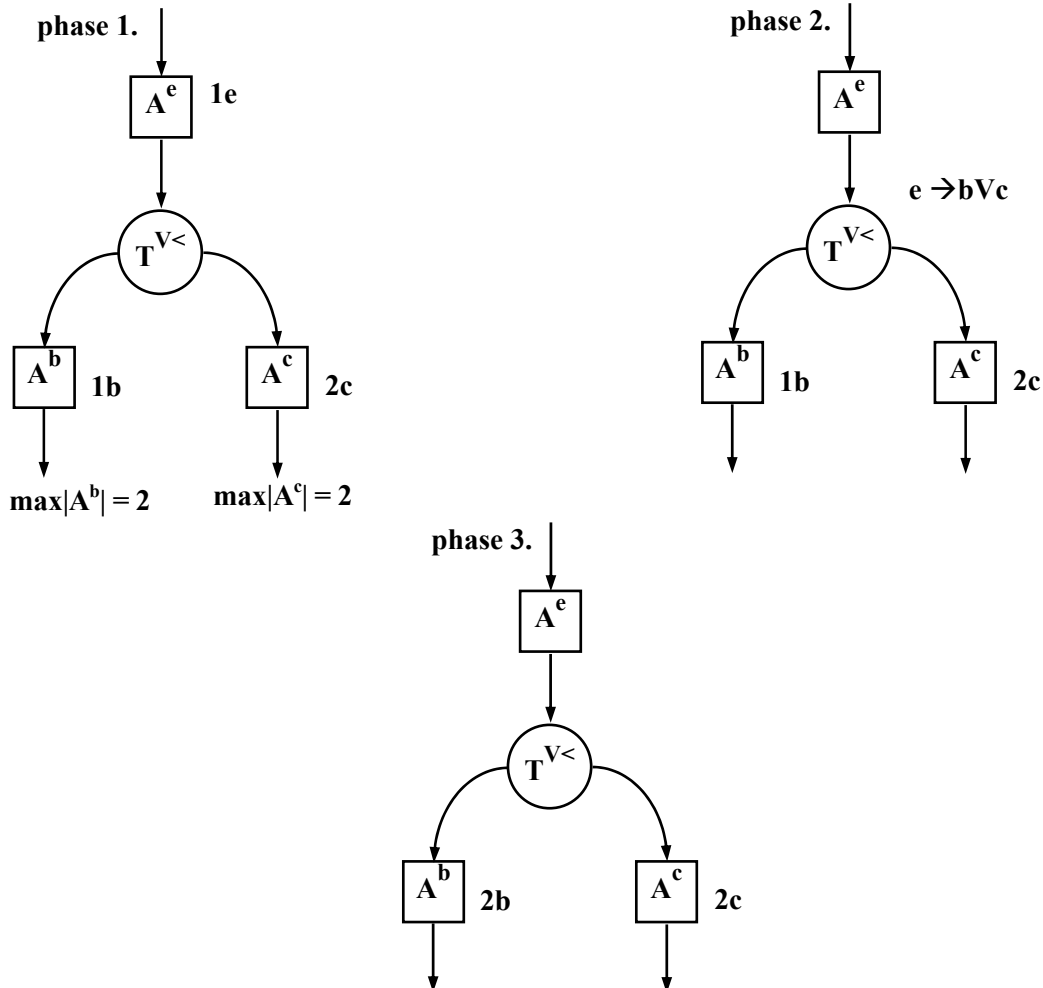 phase 1.
A^e 1e
T^V<
A^b 1b
A^c 2c
max|A^b| = 2
max|A^c| = 2
phase 2.
A^e
e →bVc
T^V<
A^b 1b
A^c 2c
phase 3.
A^e
T^V<
A^b 2b
A^c 2c